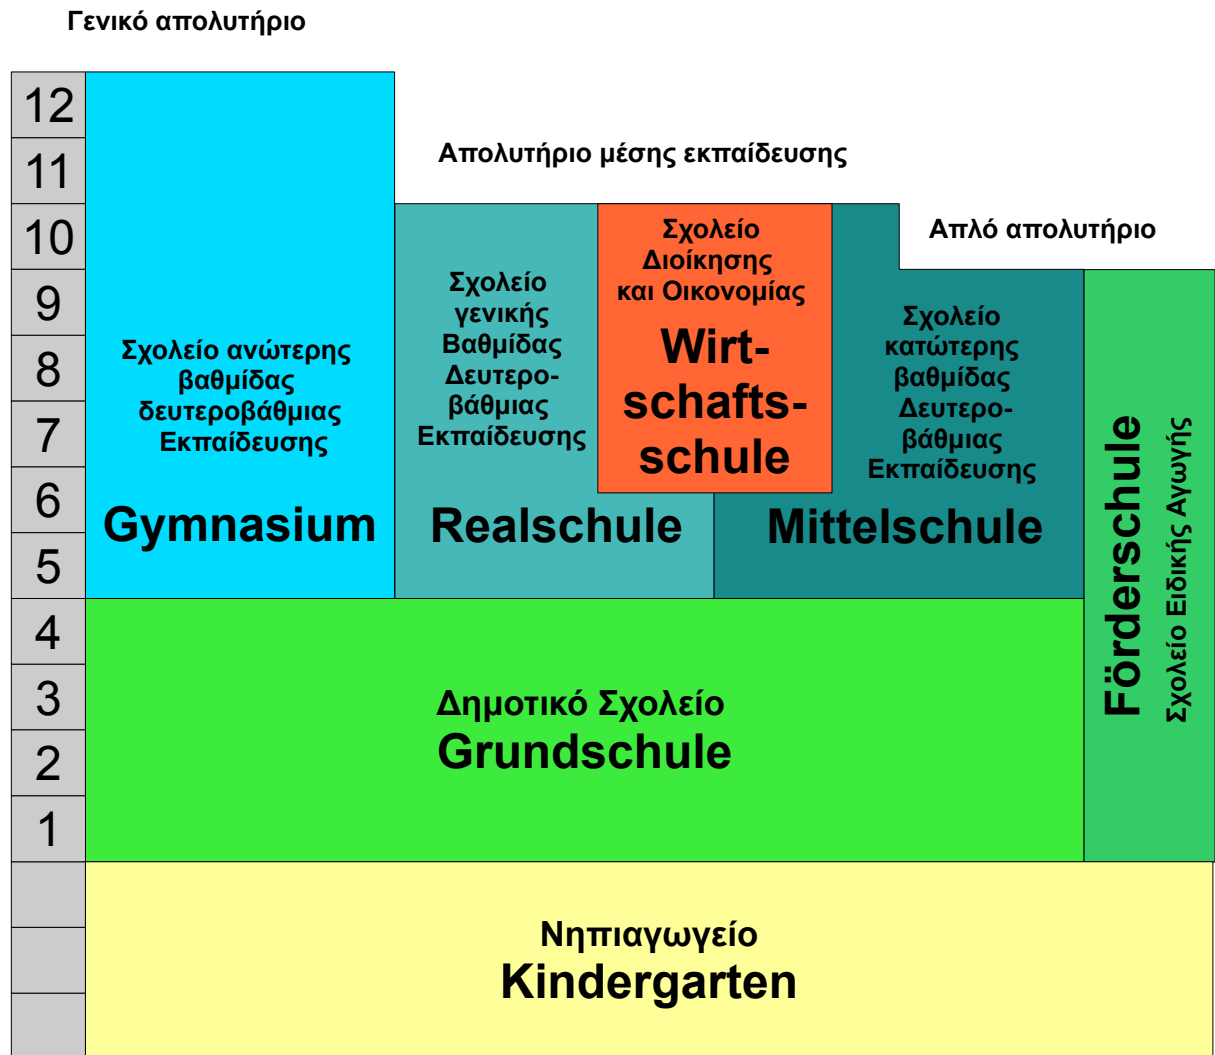 Γενικό απολυτήριο
12
11
10
9
8
7
6
5
4
3
2
1
Απολυτήριο μέσης εκπαίδευσης
Απλό απολυτήριο
Σχολείο ανώτερης
βαθμίδας
δευτεροβάθμιας
Εκπαίδευσης
Gymnasium
Σχολείο
γενικής
Βαθμίδας
Δευτερο-
βάθμιας
Εκπαίδευσης
Realschule
Σχολείο
Διοίκησης
και Οικονομίας
Wirt-
schafts-
schule
Σχολείο
κατώτερης
βαθμίδας
Δευτερο-
βάθμιας
Εκπαίδευσης
Mittelschule
Förderschule
Σχολείο Ειδικής Αγωγής
Δημοτικό Σχολείο
Grundschule
Νηπιαγωγείο
Kindergarten